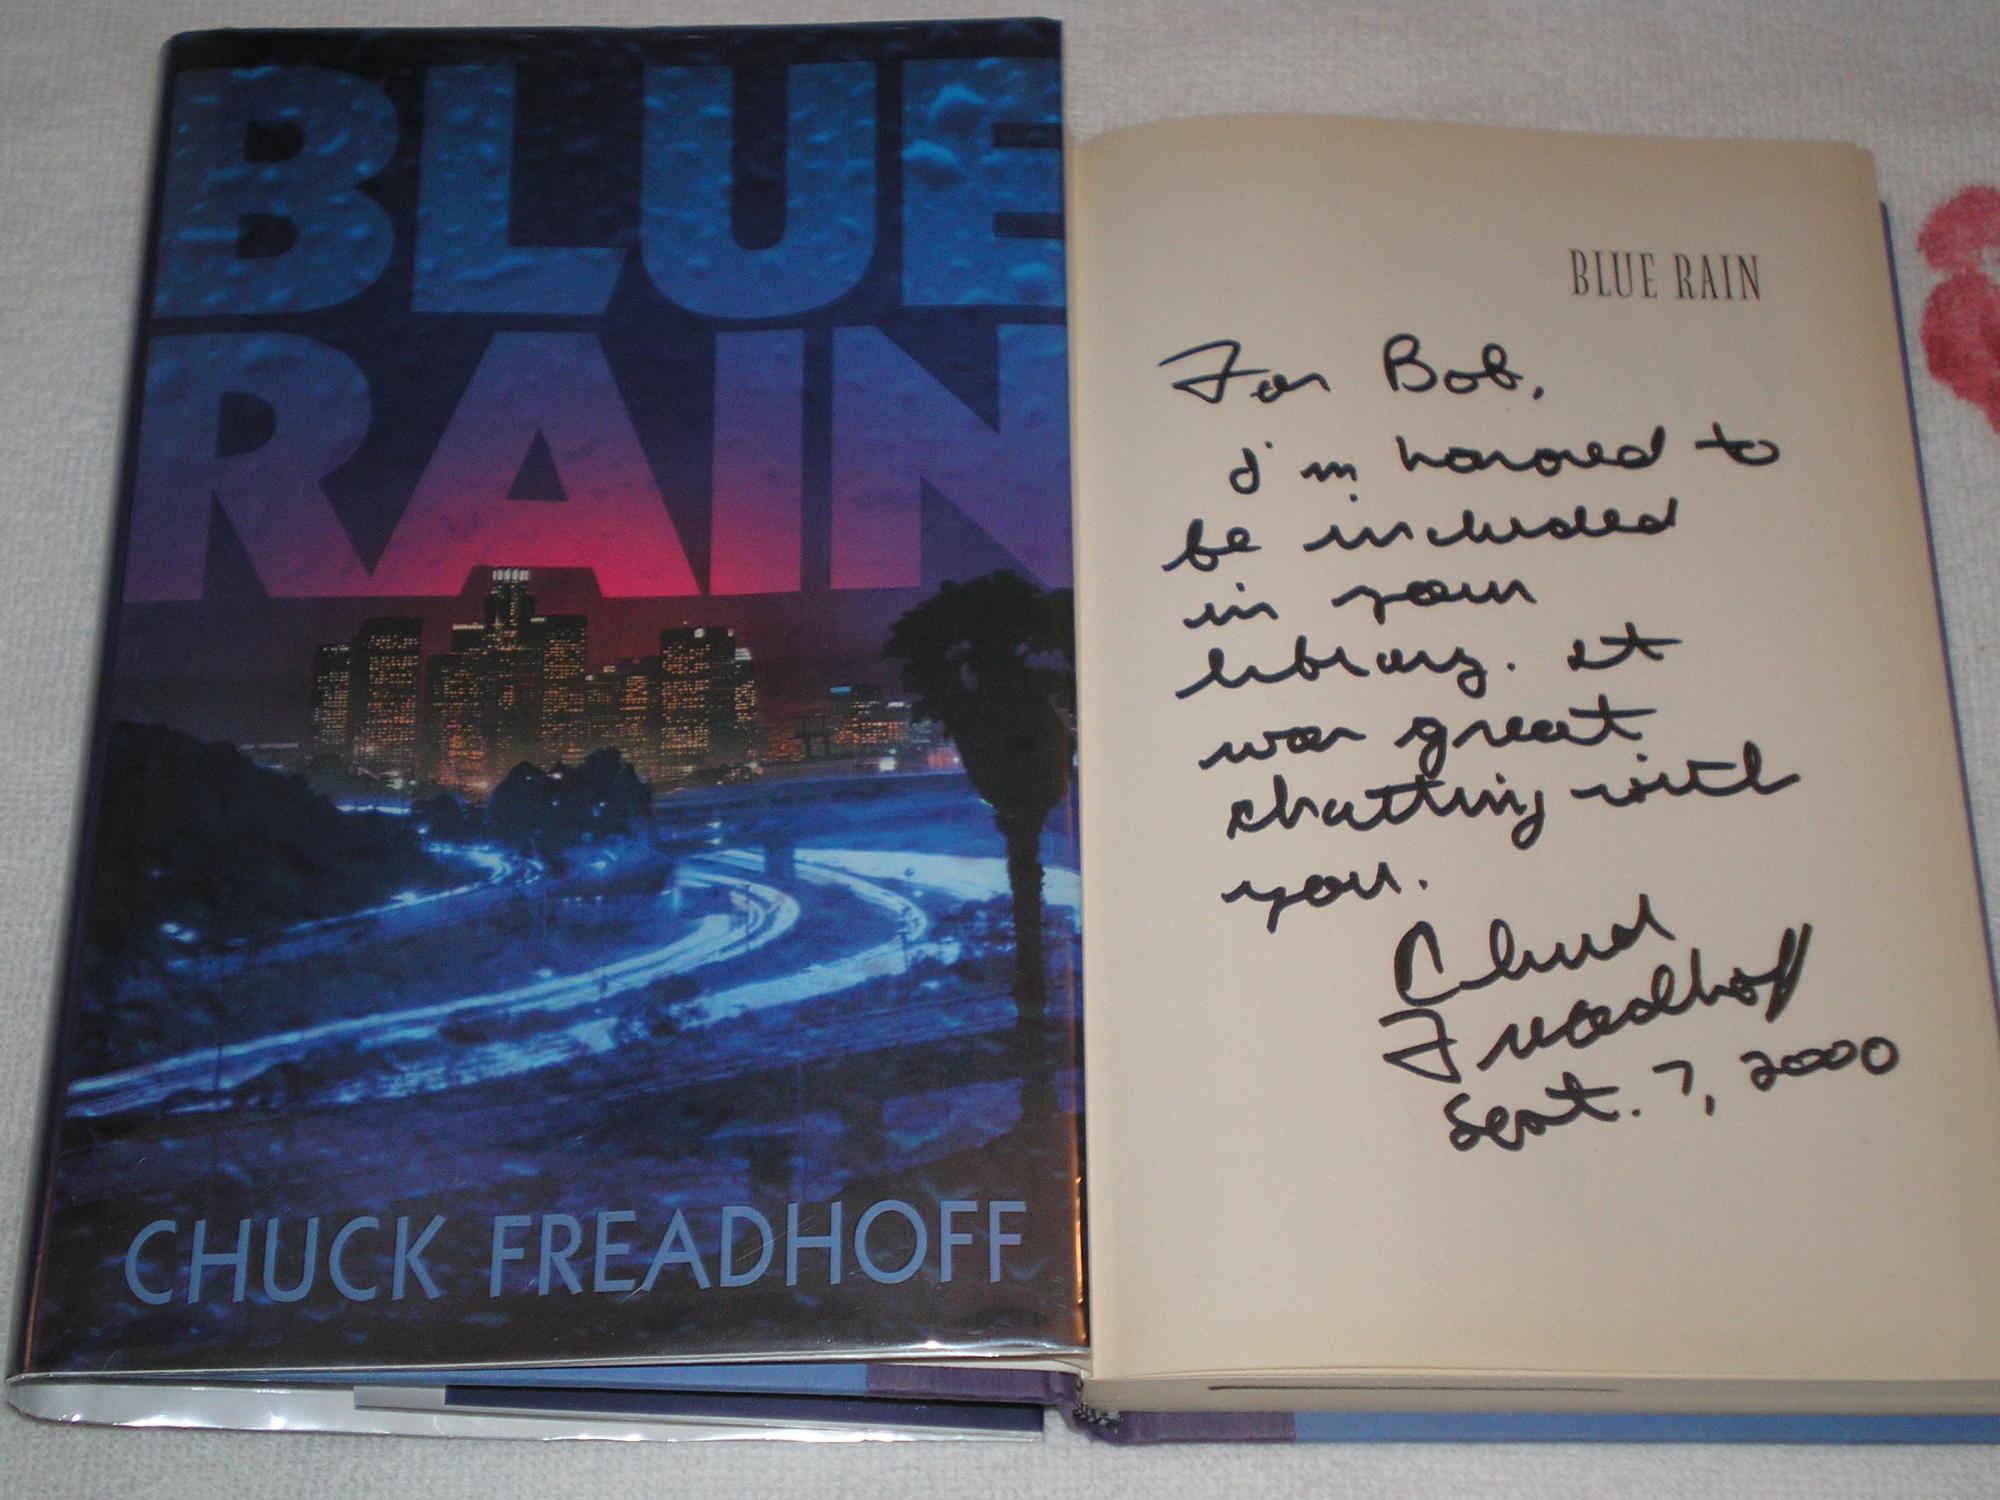 BLUE
RAIN
CHUCK FREADHOFF
BLUE RAIN
For Bob,
I'm honored to
be included
in your
library. It
was great
chatting with
you.
Chuck
Freadhoff
Sept. 7, 2000